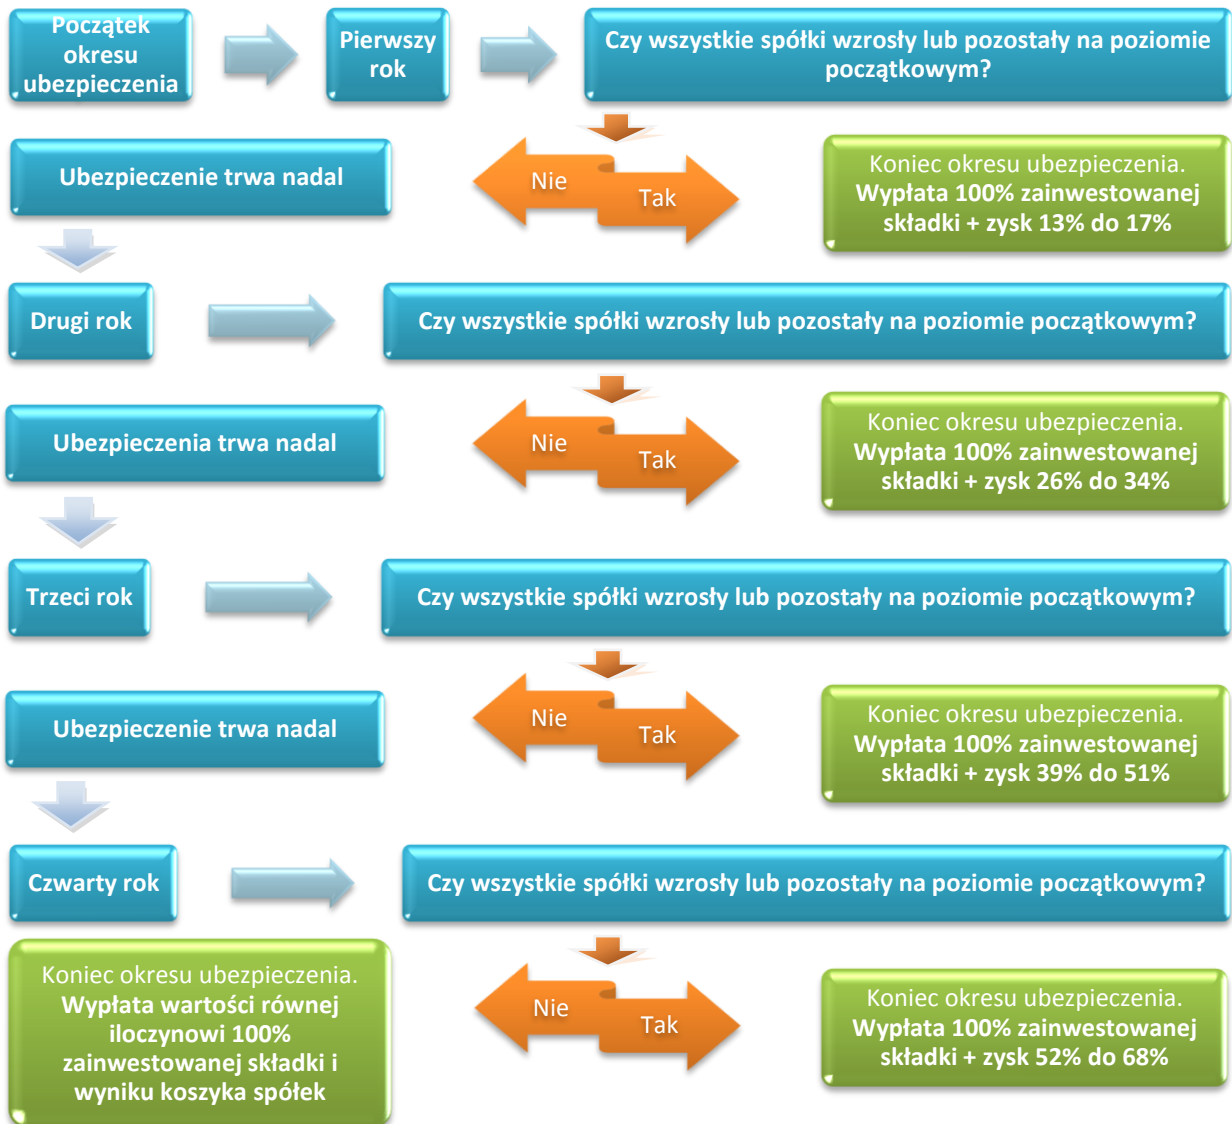 Początek
okresu
ubezpieczenia
Pierwszy
rok
Czy wszystkie spółki wzrosły lub pozostały na poziomie
początkowym?
Ubezpieczenie trwa nadal
Nie
Tak
Koniec okresu ubezpieczenia.
Wypłata 100% zainwestowanej
składki + zysk 13% do 17%
Drugi rok
Czy wszystkie spółki wzrosły lub pozostały na poziomie początkowym?
Ubezpieczenia trwa nadal
Nie
Tak
Koniec okresu ubezpieczenia.
Wypłata 100% zainwestowanej
składki + zysk 26% do 34%
Trzeci rok
Czy wszystkie spółki wzrosły lub pozostały na poziomie początkowym?
Ubezpieczenie trwa nadal
Nie
Tak
Koniec okresu ubezpieczenia.
Wypłata 100% zainwestowanej
składki + zysk 39% do 51%
Czwarty rok
Czy wszystkie spółki wzrosły lub pozostały na poziomie początkowym?
Koniec okresu ubezpieczenia.
Wypłata wartości równej
iloczynowi 100%
zainwestowanej składki i
wyniku koszyka spółek
Nie
Tak
Koniec okresu ubezpieczenia.
Wypłata 100% zainwestowanej
składki + zysk 52% do 68%